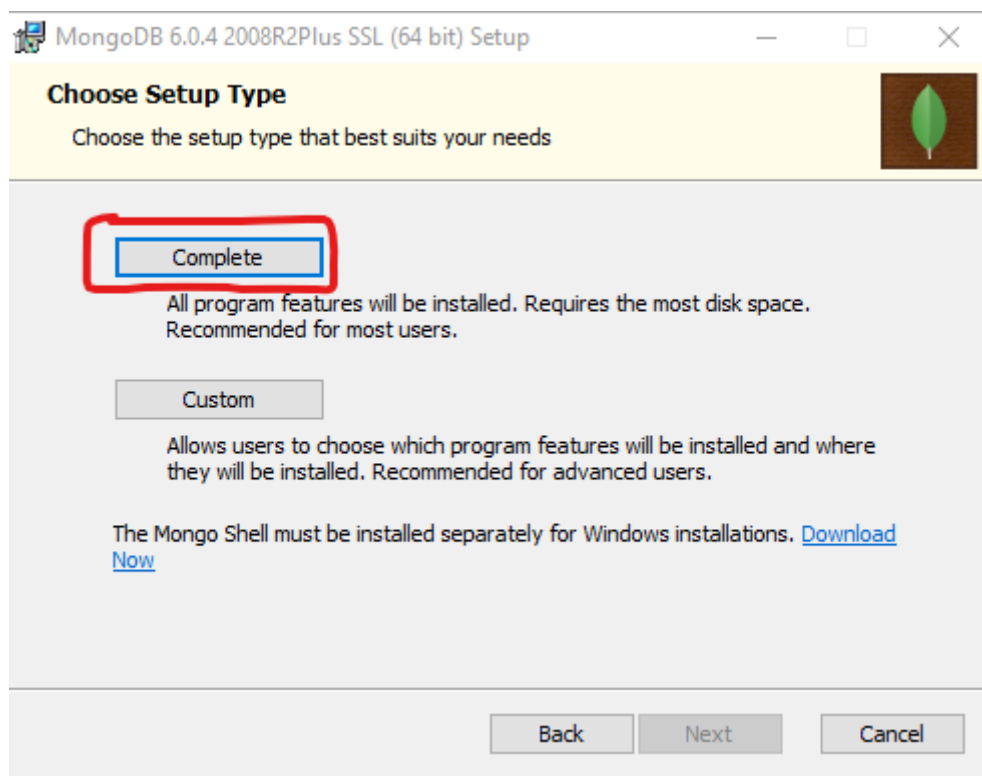 MongoDB 6.0.4 2008R2Plus SSL (64 bit) Setup
Choose Setup Type
Choose the setup type that best suits your needs
Complete
All program features will be installed. Requires the most disk space.
Recommended for most users.
Custom
Allows users to choose which program features will be installed and where
they will be installed. Recommended for advanced users.
The Mongo Shell must be installed separately for Windows installations. Download
Now
Back
Next
Cancel